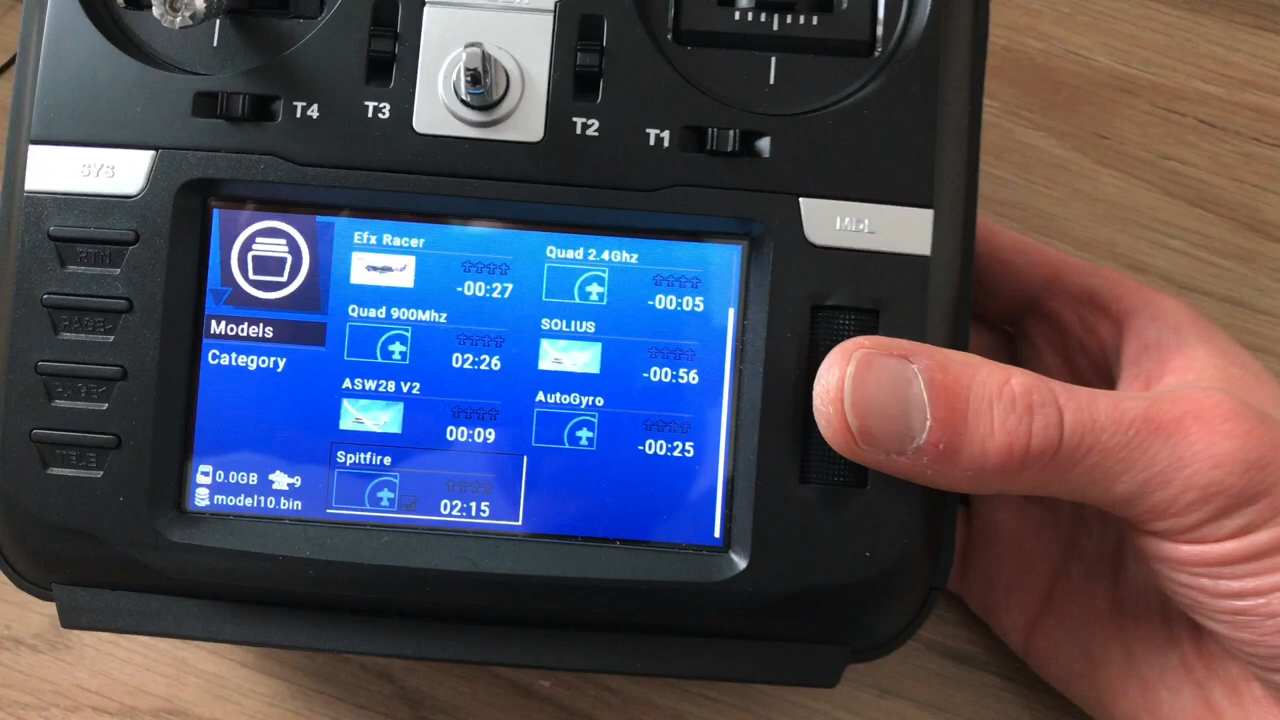 T4
T3
T2
T1
SYS
MDL
RTN
PAGE>
PAGE<
TELE
Models
Category
0.0GB
9
model10.bin
Efx Racer
-00:27
Quad 2.4Ghz
-00:05
Quad 900Mhz
02:26
SOLIUS
-00:56
ASW28 V2
00:09
AutoGyro
-00:25
Spitfire
02:15